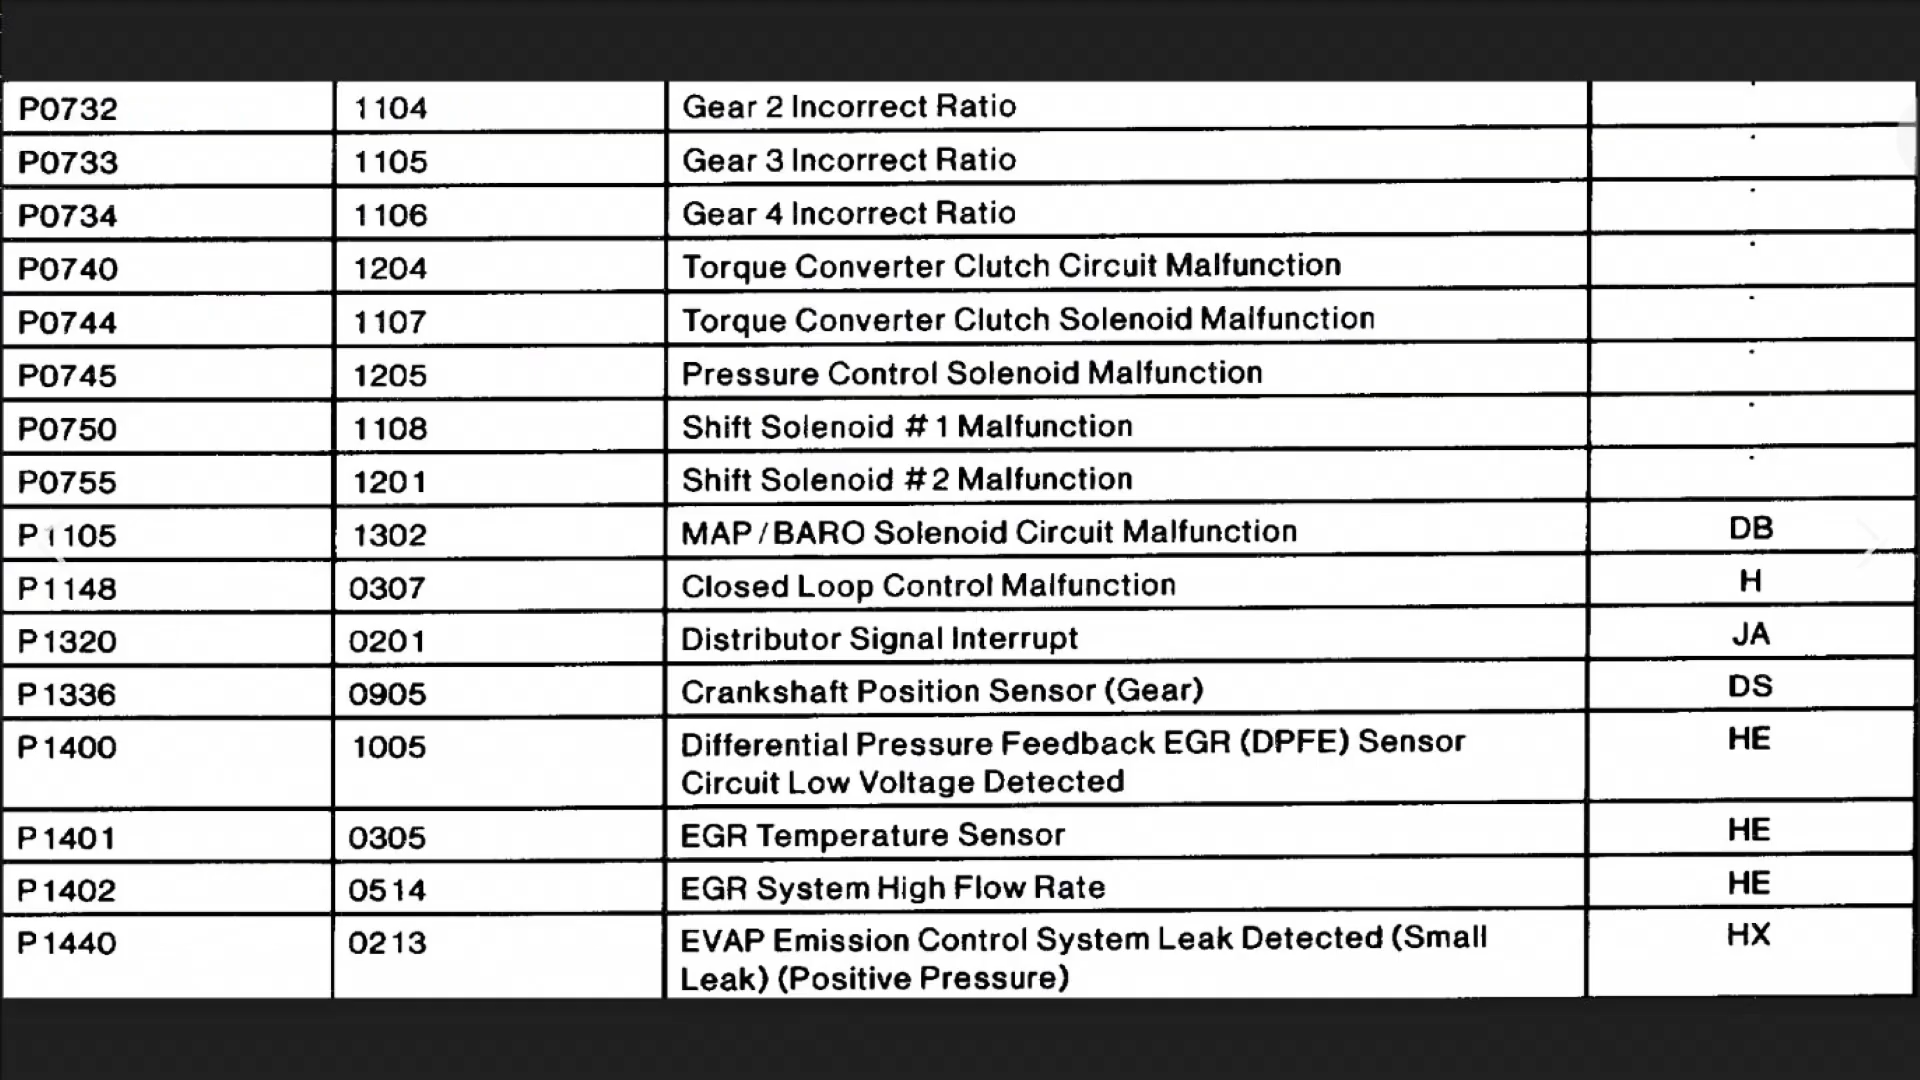 P0732 1104 Gear 2 Incorrect Ratio
P0733 1105 Gear 3 Incorrect Ratio
P0734 1106 Gear 4 Incorrect Ratio
P0740 1204 Torque Converter Clutch Circuit Malfunction
P0744 1107 Torque Converter Clutch Solenoid Malfunction
P0745 1205 Pressure Control Solenoid Malfunction
P0750 1108 Shift Solenoid #1 Malfunction
P0755 1201 Shift Solenoid #2 Malfunction
P1105 1302 MAP/BARO Solenoid Circuit Malfunction DB
P1148 0307 Closed Loop Control Malfunction H
P1320 0201 Distributor Signal Interrupt JA
P1336 0905 Crankshaft Position Sensor (Gear) DS
P1400 1005 Differential Pressure Feedback EGR (DPFE) Sensor HE
Circuit Low Voltage Detected
P1401 0305 EGR Temperature Sensor HE
P1402 0514 EGR System High Flow Rate HE
P1440 0213 EVAP Emission Control System Leak Detected (Small HX
Leak) (Positive Pressure)